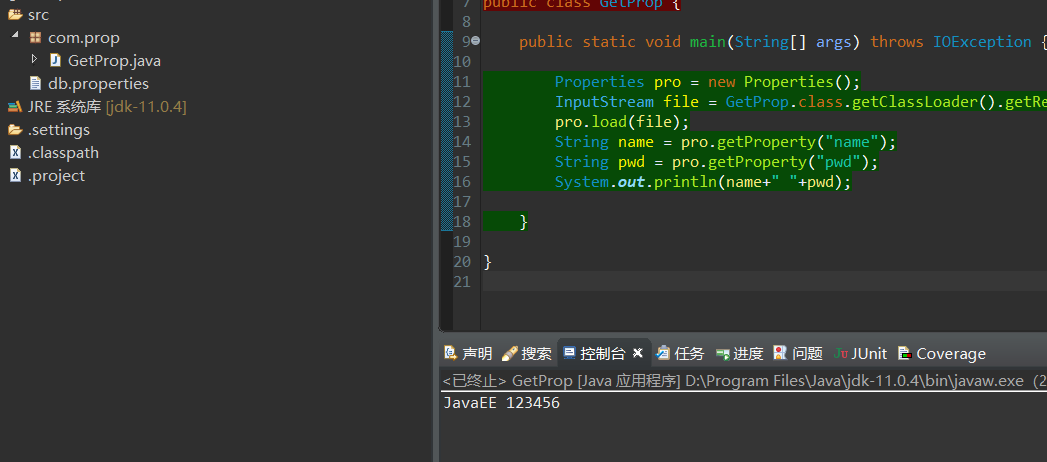 src
com.prop
GetProp.java
db.properties
JRE 系统库 [jdk-11.0.4]
.settings
.classpath
.project
7 public class GetProp {
8
9 public static void main(String[] args) throws IOException {
10
11 Properties pro = new Properties();
12 InputStream file = GetProp.class.getClassLoader().getRe
13 pro.load(file);
14 String name = pro.getProperty("name");
15 String pwd = pro.getProperty("pwd");
16 System.out.println(name+" "+pwd);
17
18 }
19
20 }
21
声明 搜索 控制台 任务 进度 问题 JUnit Coverage
<已终止> GetProp [Java 应用程序] D:\Program Files\Java\jdk-11.0.4\bin\javaw.exe (2
JavaEE 123456